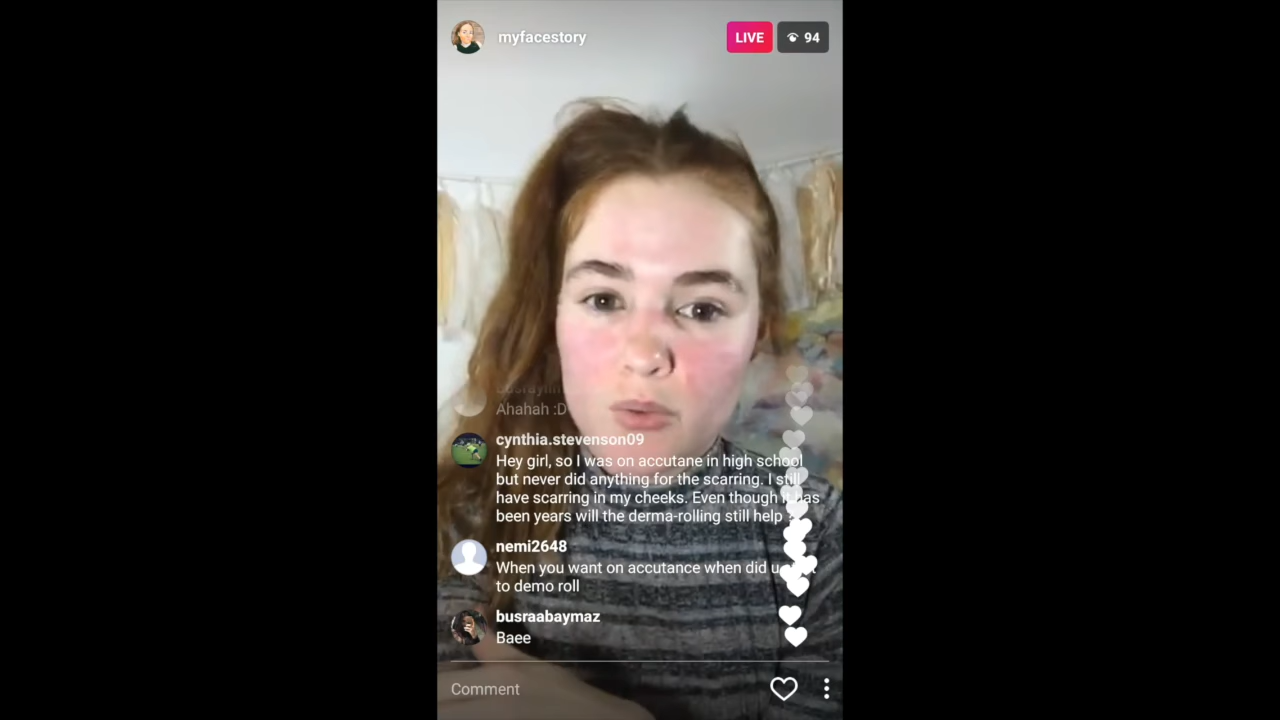 myfacestory
LIVE
94
Ahahah :D
cynthia.stevenson09
Hey girl, so I was on accutane in high school
but never did anything for the scarring. I still
have scarring in my cheeks. Even though it has
been years will the derma-rolling still help
nemi2648
When you want on accutance when did
to demo roll
busraabaymaz
Baee
Comment